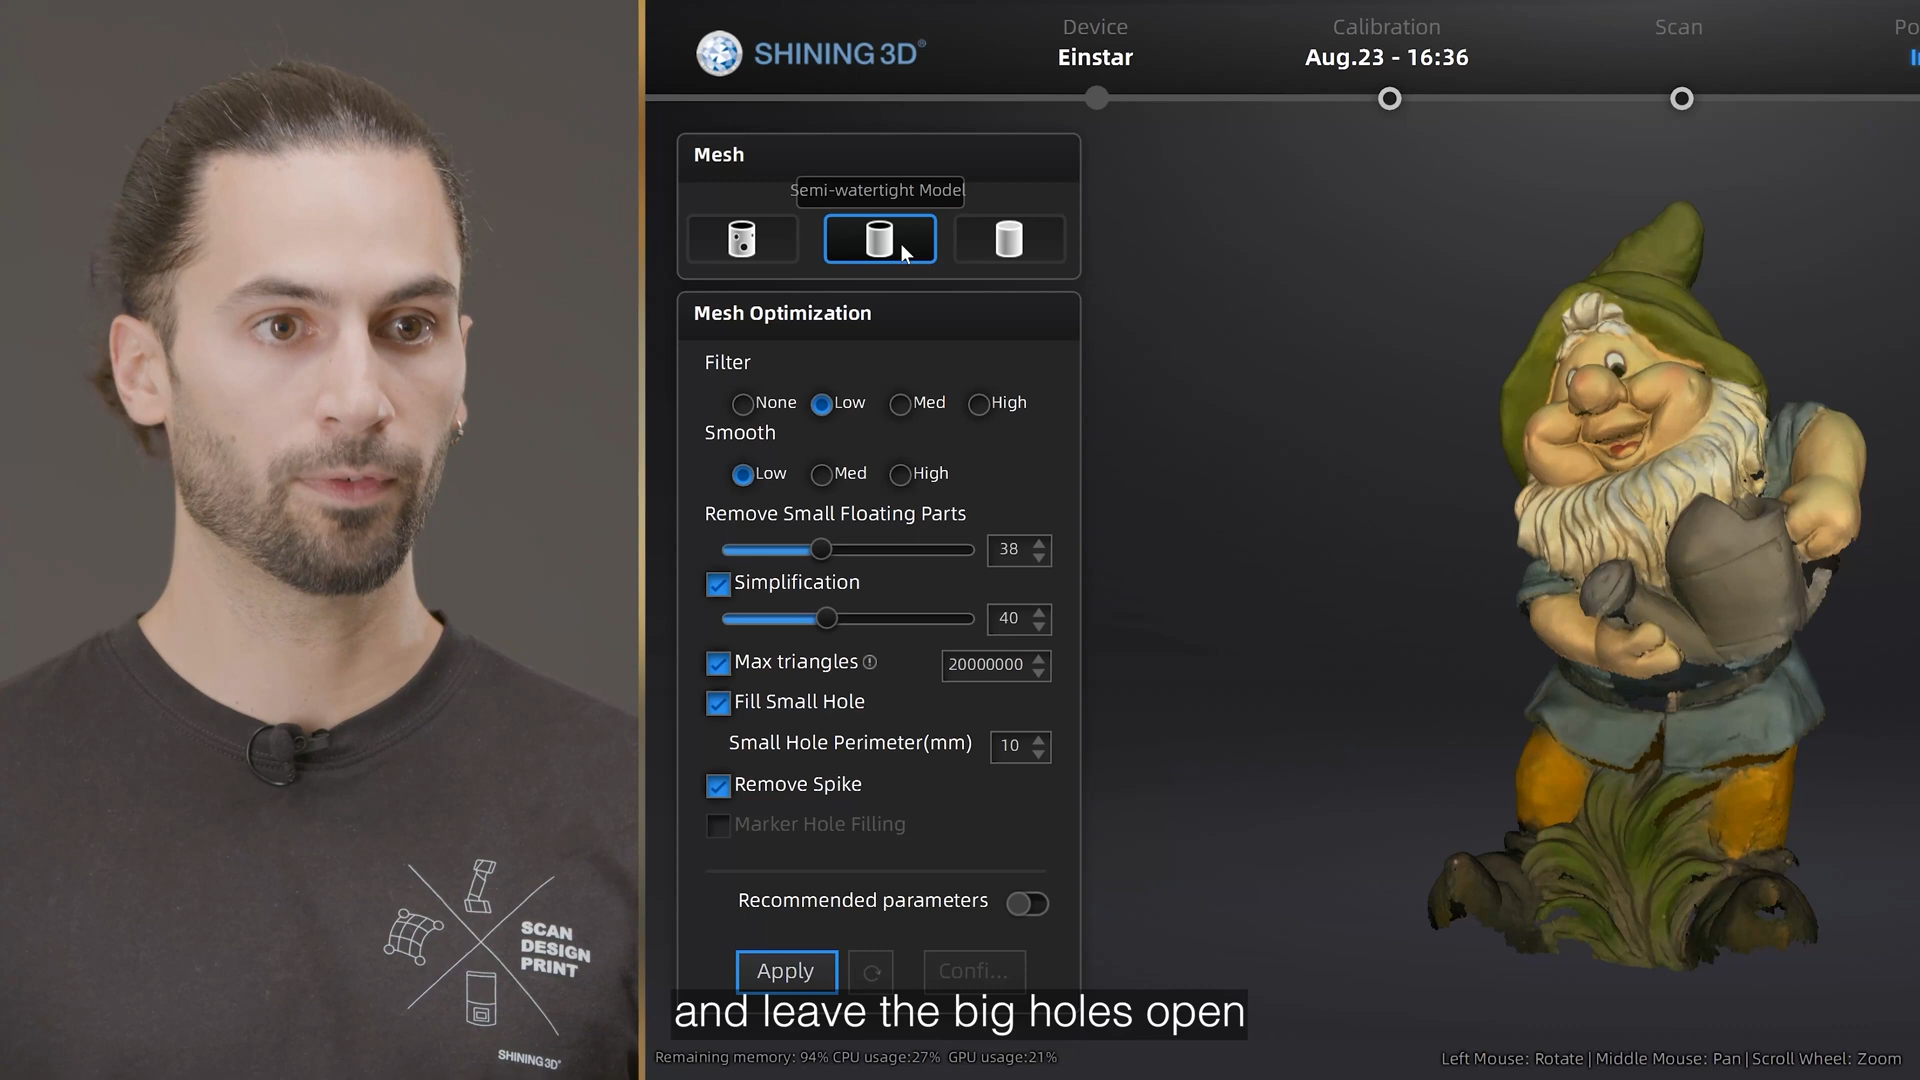 SHINING 3D®
Device
Einstar
Calibration
Aug.23 - 16:36
Scan
Po
Mesh
Semi-watertight Model
Mesh Optimization
Filter
None Low Med High
Smooth
Low Med High
Remove Small Floating Parts
38
Simplification
40
Max triangles 20000000
Fill Small Hole
Small Hole Perimeter(mm) 10
Remove Spike
Marker Hole Filling
Recommended parameters
Apply Confi...
and leave the big holes open
Remaining memory: 94% CPU usage:27% GPU usage:21%
Left Mouse: Rotate | Middle Mouse: Pan | Scroll Wheel: Zoom
SCAN
DESIGN
PRINT
SHINING 3D®